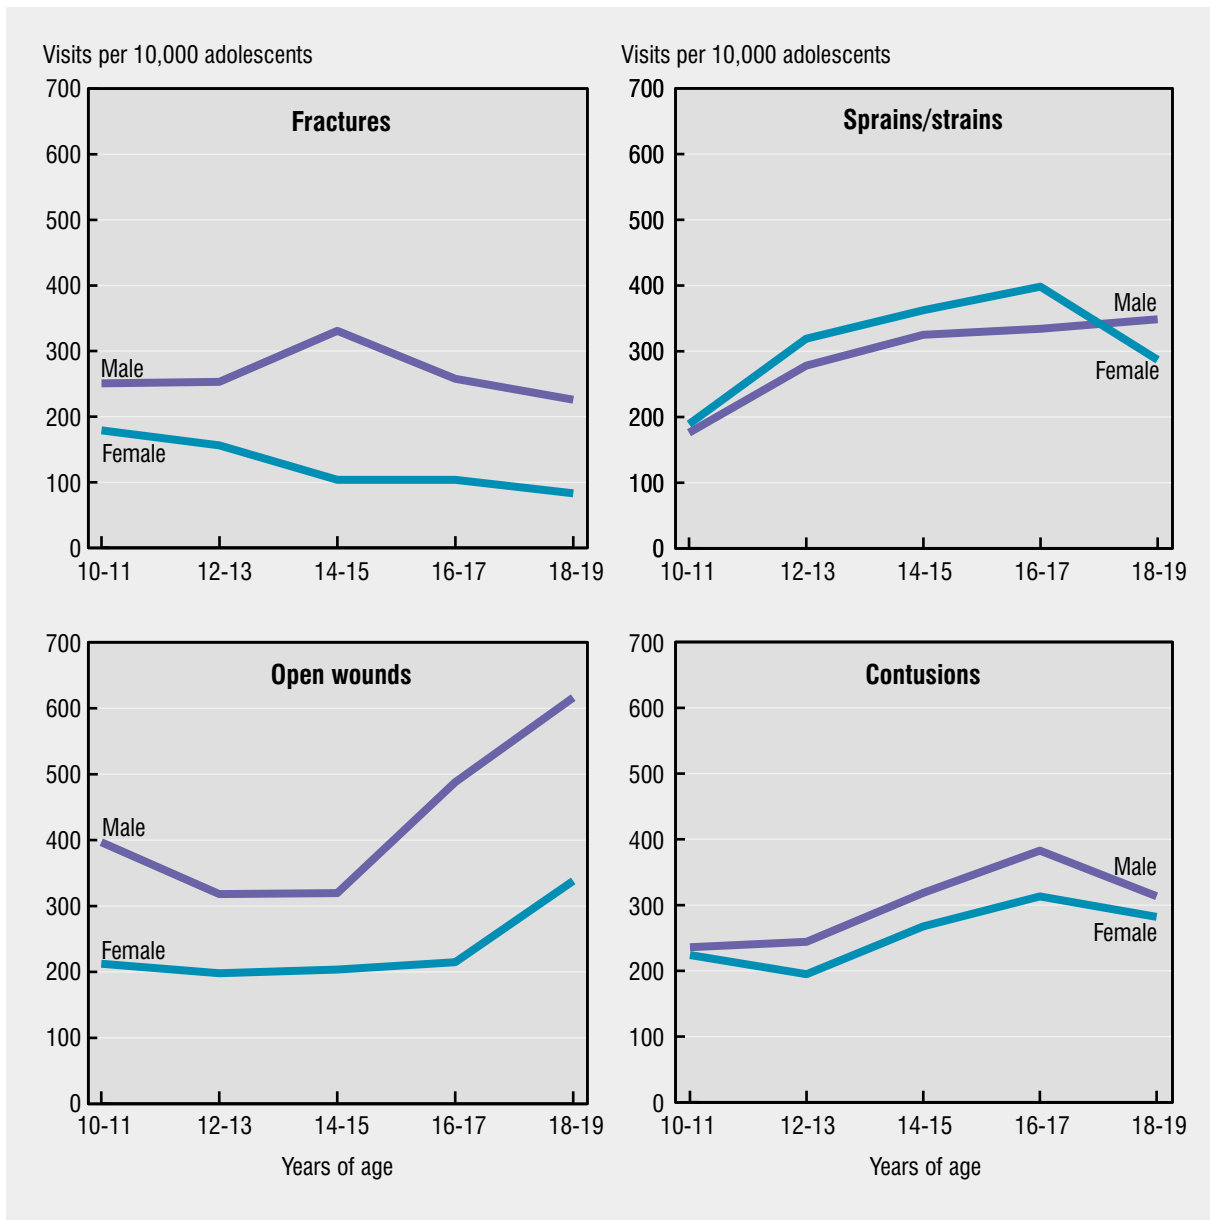 Visits per 10,000 adolescents
700
Fractures
600
500
400
300
Male
200
Female
100
0
10-11 12-13 14-15 16-17 18-19
Visits per 10,000 adolescents
700
Sprains/strains
600
500
400
Male
300
Female
200
100
0
10-11 12-13 14-15 16-17 18-19
700
Open wounds
600
500
400
Male
300
Female
200
100
0
10-11 12-13 14-15 16-17 18-19
Years of age
700
Contusions
600
500
400
Male
300
Female
200
100
0
10-11 12-13 14-15 16-17 18-19
Years of age